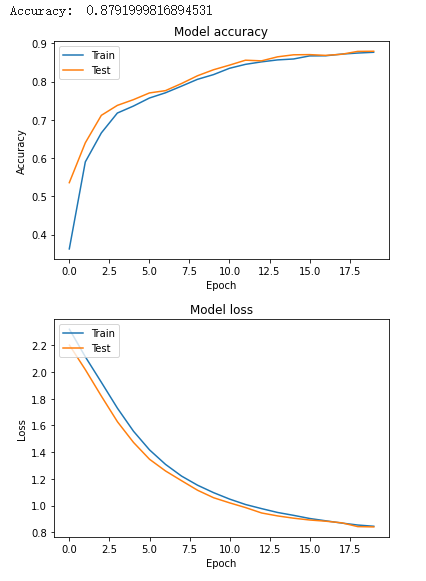 Accuracy:  0.8791999816894531
Model accuracy
0.9
0.8
0.7
0.6
0.5
0.4
Accuracy
Train
Test
0.0 2.5 5.0 7.5 10.0 12.5 15.0 17.5
Epoch
Model loss
2.2
2.0
1.8
1.6
1.4
1.2
1.0
0.8
Loss
Train
Test
0.0 2.5 5.0 7.5 10.0 12.5 15.0 17.5
Epoch